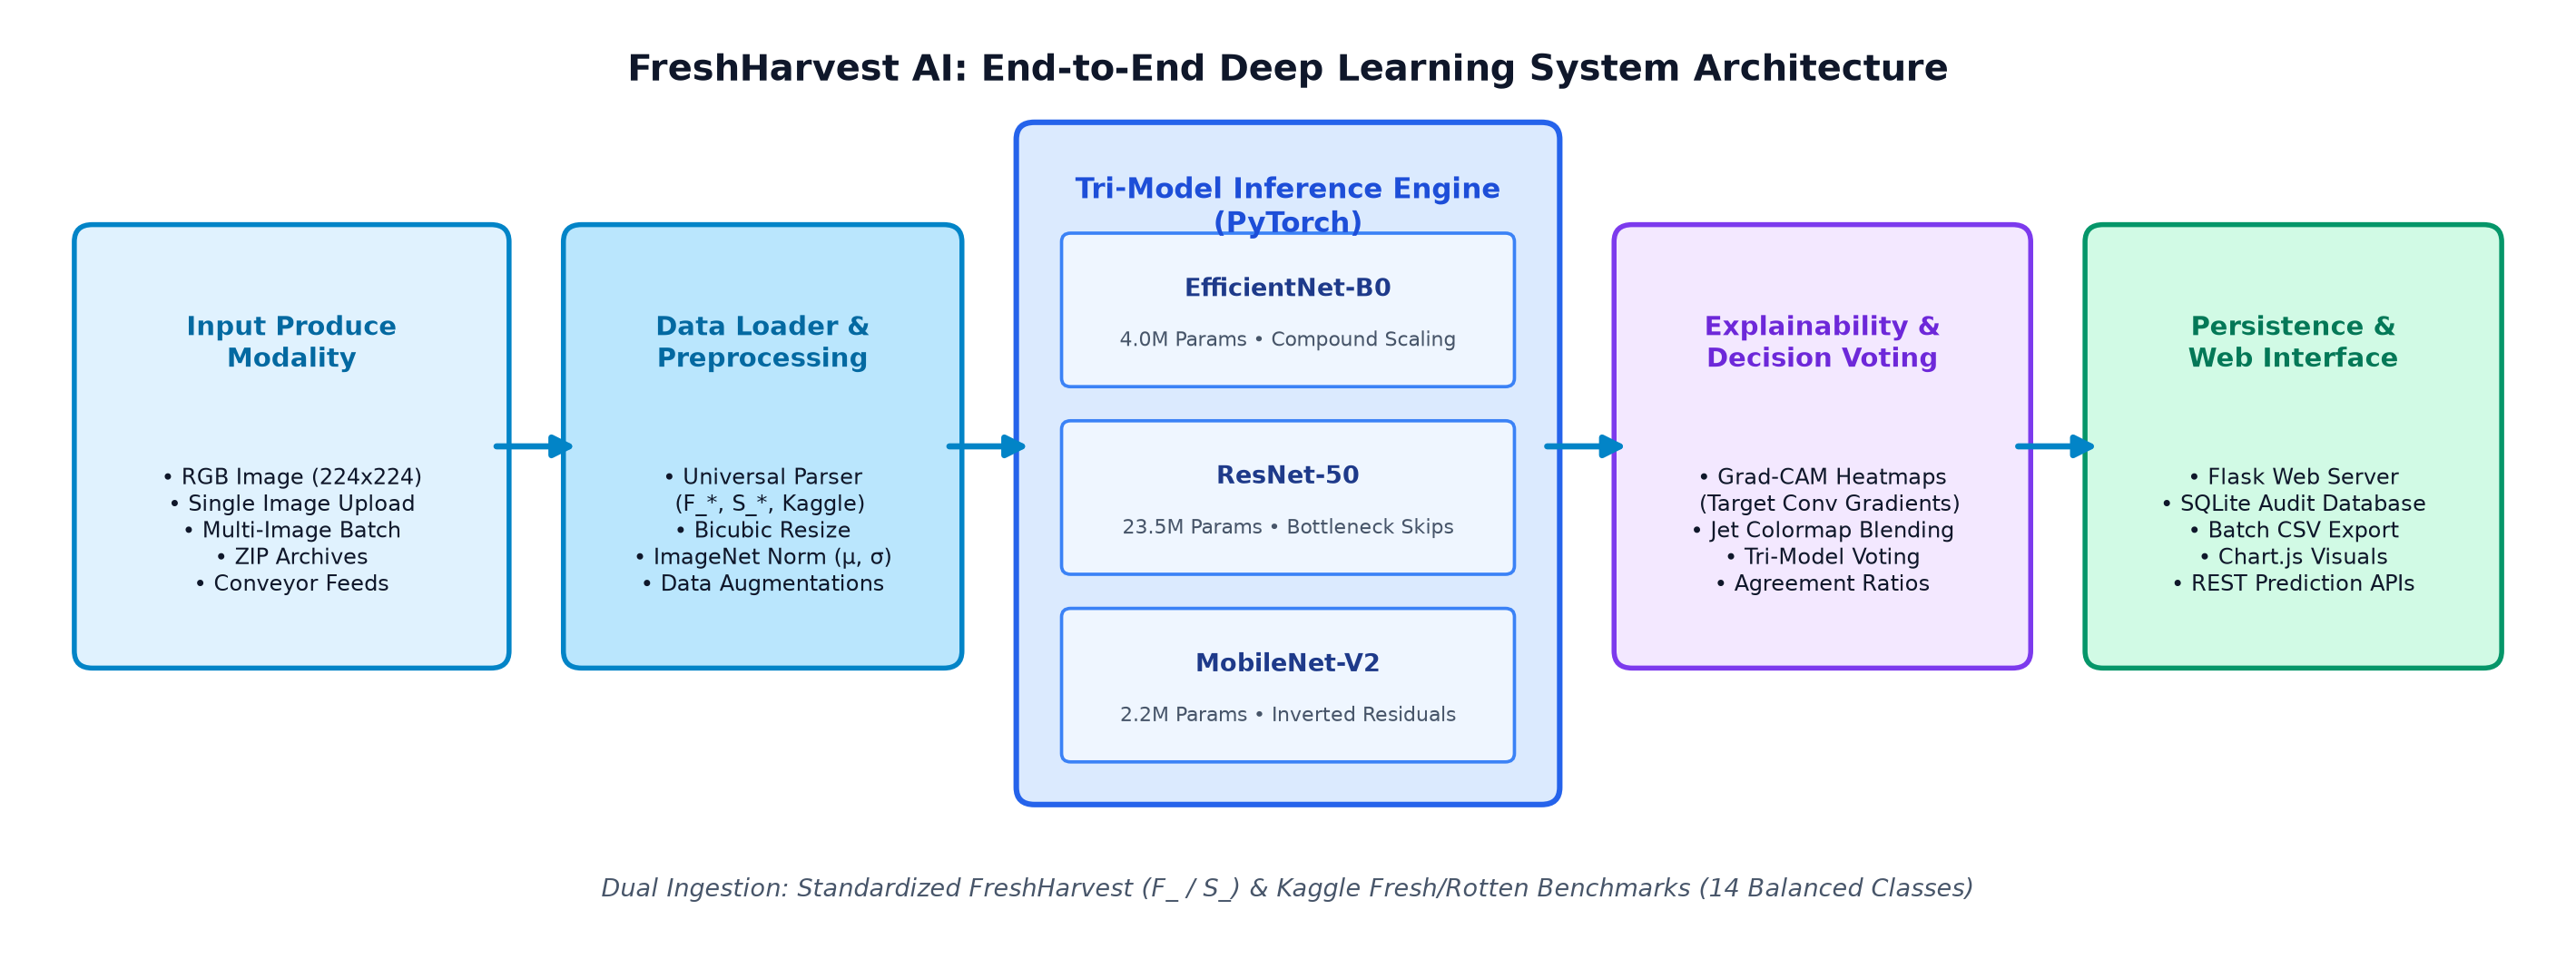 FreshHarvest AI: End-to-End Deep Learning System Architecture
Input Produce
Modality
• RGB Image (224x224)
• Single Image Upload
• Multi-Image Batch
• ZIP Archives
• Conveyor Feeds
Data Loader &
Preprocessing
• Universal Parser
(F_*, S_*, Kaggle)
• Bicubic Resize
• ImageNet Norm (μ, σ)
• Data Augmentations
Tri-Model Inference Engine
(PyTorch)
EfficientNet-B0
4.0M Params • Compound Scaling
ResNet-50
23.5M Params • Bottleneck Skips
MobileNet-V2
2.2M Params • Inverted Residuals
Explainability &
Decision Voting
• Grad-CAM Heatmaps
(Target Conv Gradients)
• Jet Colormap Blending
• Tri-Model Voting
• Agreement Ratios
Persistence &
Web Interface
• Flask Web Server
• SQLite Audit Database
• Batch CSV Export
• Chart.js Visuals
• REST Prediction APIs
Dual Ingestion: Standardized FreshHarvest (F_ / S_) & Kaggle Fresh/Rotten Benchmarks (14 Balanced Classes)